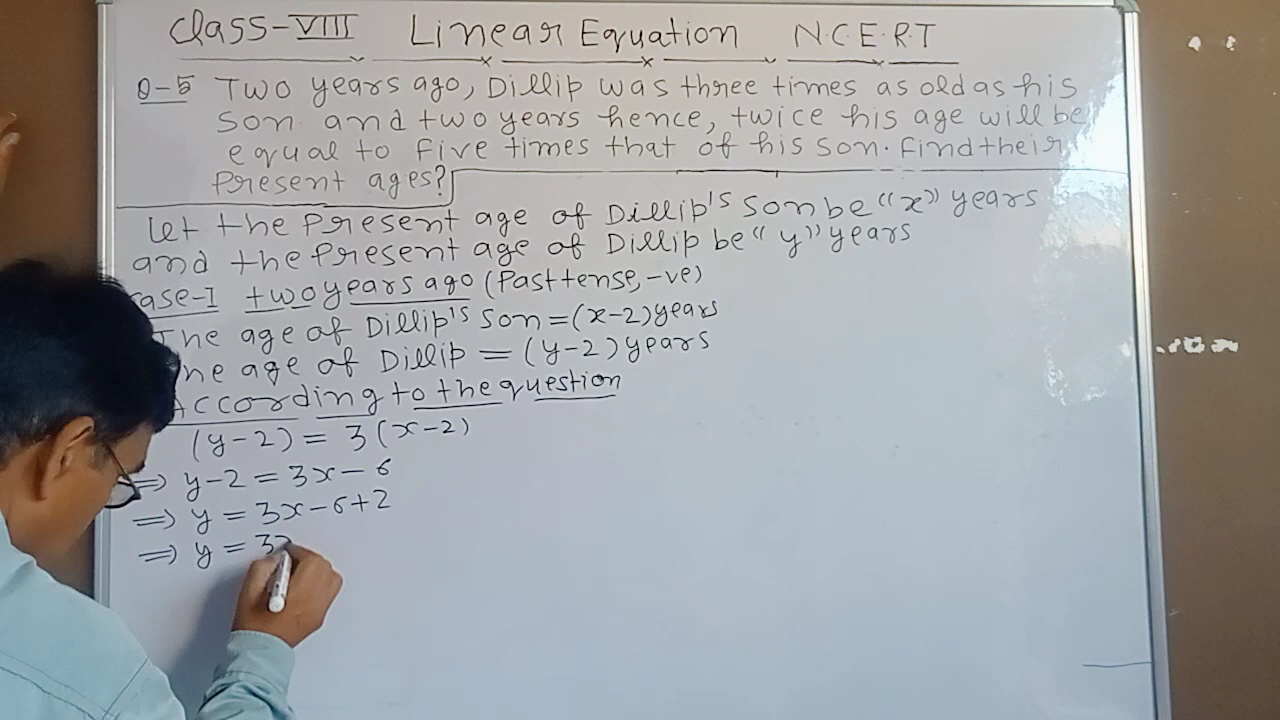 Class-VIII Linear Equation N.C.E.R.T
Q-5 Two years ago, Dillip was three times as old as his
son and two years hence, twice his age will be
equal to five times that of his son. Find their
Present ages?
Let the Present age of Dillip's son be "x" years
and the Present age of Dillip be "y" years
ase-I two years ago (Past tense, -ve)
The age of Dillip's son = (x-2) years
he age of Dillip = (y-2) years
According to the question
(y-2) = 3(x-2)
⇒ y-2 = 3x-6
⇒ y = 3x-6+2
⇒ y = 3